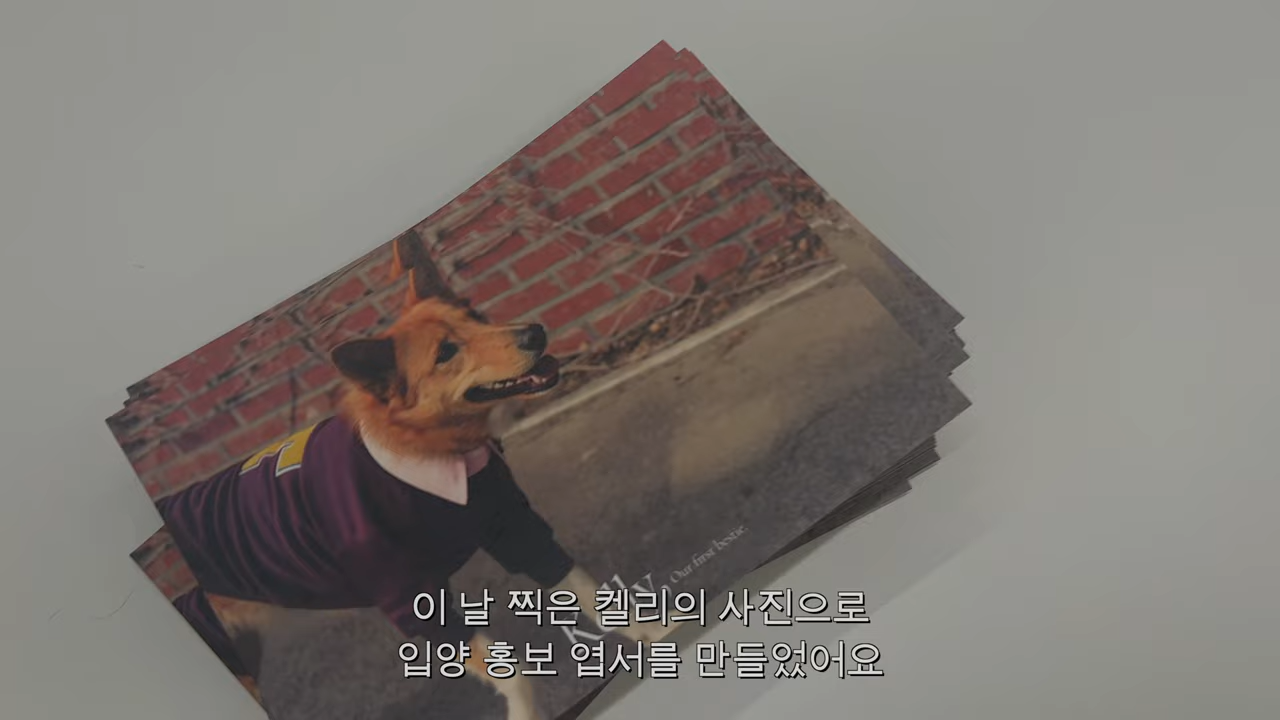 Kelly, Our first bestie.
이 날 찍은 켈리의 사진으로
입양 홍보 엽서를 만들었어요